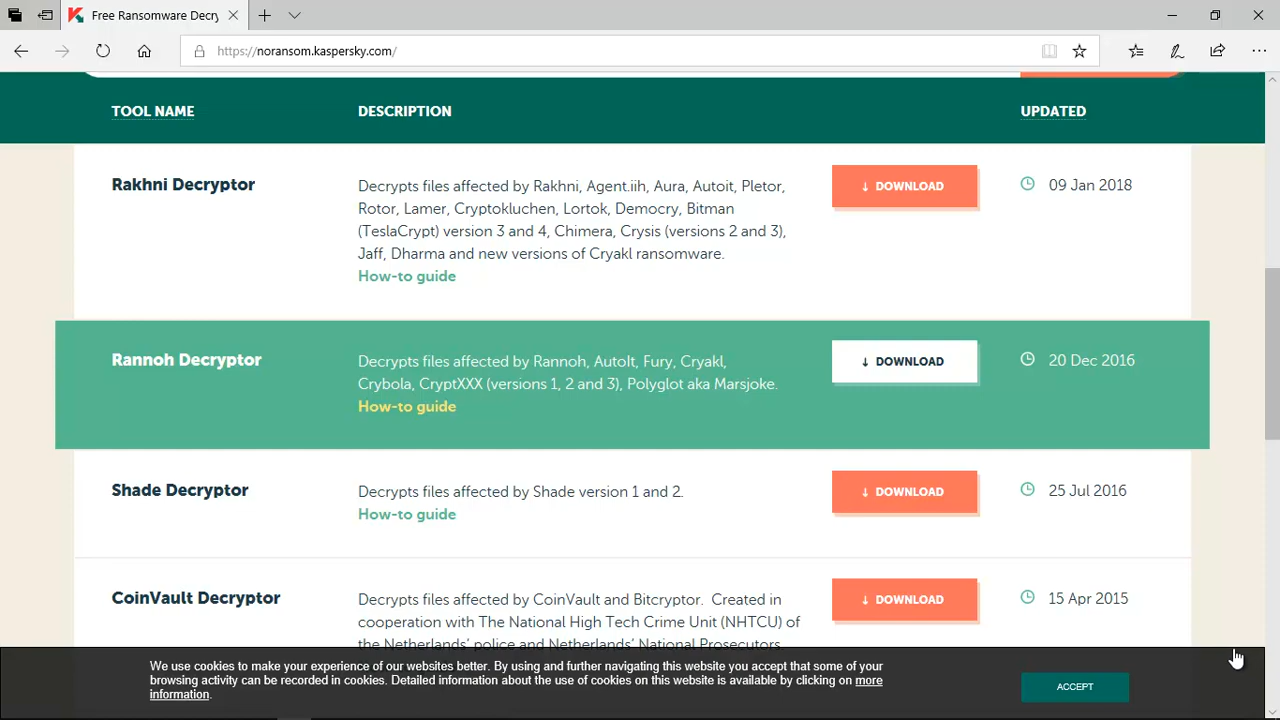 Free Ransomware Decry
https://noransom.kaspersky.com/
TOOL NAME
DESCRIPTION
UPDATED
Rakhni Decryptor
Decrypts files affected by Rakhni, Agent.iih, Aura, Autoit, Pletor,
Rotor, Lamer, Cryptokluchen, Lortok, Democry, Bitman
(TeslaCrypt) version 3 and 4, Chimera, Crysis (versions 2 and 3),
Jaff, Dharma and new versions of Cryakl ransomware.
How-to guide
↓ DOWNLOAD
09 Jan 2018
Rannoh Decryptor
Decrypts files affected by Rannoh, AutoIt, Fury, Cryakl,
Crybola, CryptXXX (versions 1, 2 and 3), Polyglot aka Marsjoke.
How-to guide
↓ DOWNLOAD
20 Dec 2016
Shade Decryptor
Decrypts files affected by Shade version 1 and 2.
How-to guide
↓ DOWNLOAD
25 Jul 2016
CoinVault Decryptor
Decrypts files affected by CoinVault and Bitcryptor. Created in
cooperation with The National High Tech Crime Unit (NHTCU) of
the Netherlands' police and Netherlands' National Prosecutors
↓ DOWNLOAD
15 Apr 2015
We use cookies to make your experience of our websites better. By using and further navigating this website you accept that some of your
browsing activity can be recorded in cookies. Detailed information about the use of cookies on this website is available by clicking on more
information.
ACCEPT